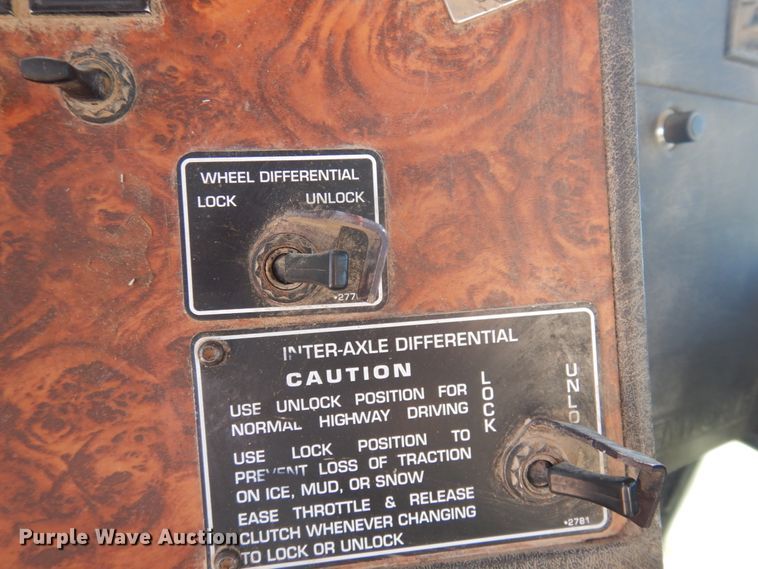 WHEEL DIFFERENTIAL
LOCK UNLOCK
INTER-AXLE DIFFERENTIAL
CAUTION
USE UNLOCK POSITION FOR
NORMAL HIGHWAY DRIVING
USE LOCK POSITION TO
PREVENT LOSS OF TRACTION
ON ICE, MUD, OR SNOW
EASE THROTTLE & RELEASE
CLUTCH WHENEVER CHANGING
TO LOCK OR UNLOCK
LOCK
UNLO
*2781
Purple Wave Auction